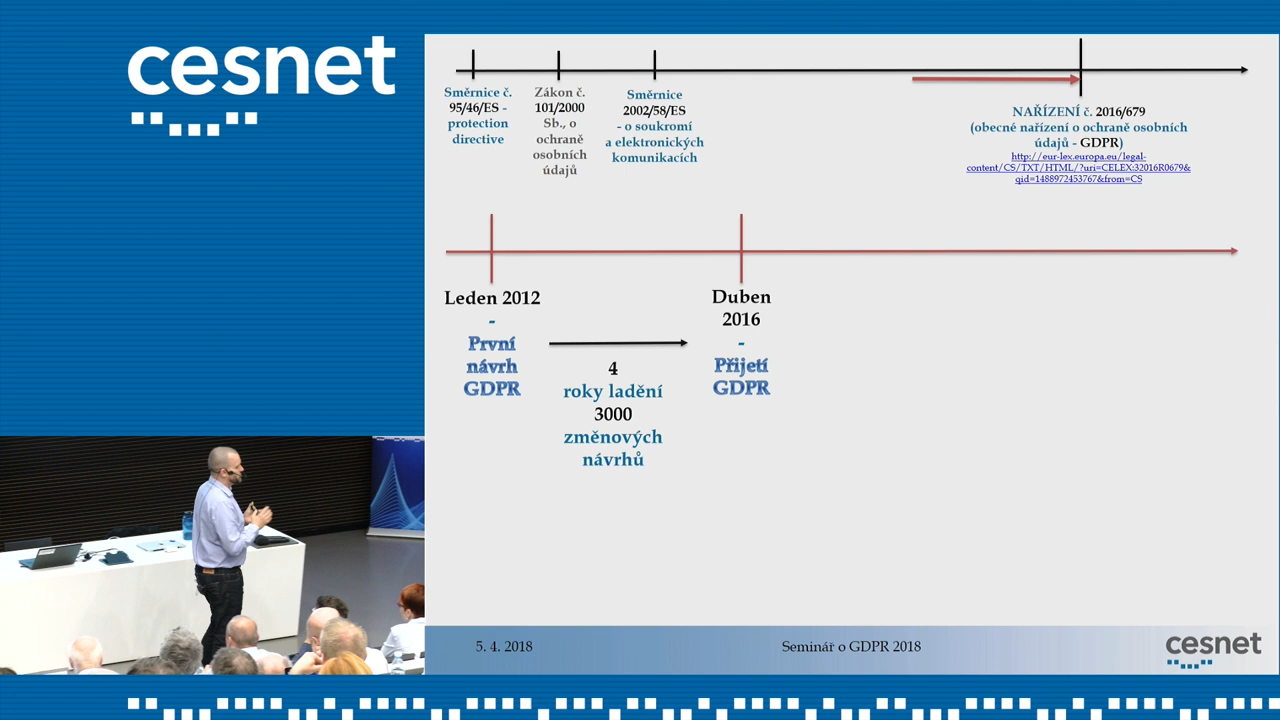 cesnet
Směrnice č.
95/46/ES -
protection
directive
Zákon č.
101/2000
Sb., o
ochraně
osobních
údajů
Směrnice
2002/58/ES
- o soukromí
a elektronických
komunikacích
NAŘÍZENÍ č. 2016/679
(obecné nařízení o ochraně osobních
údajů - GDPR)
http://eur-lex.europa.eu/legal-
content/CS/TXT/HTML/?uri=CELEX:32016R0679&
qid=1488972453767&from=CS
Leden 2012
-
První
návrh
GDPR
4
roky ladění
3000
změnových
návrhů
Duben
2016
-
Přijetí
GDPR
5. 4. 2018
Seminář o GDPR 2018
cesnet